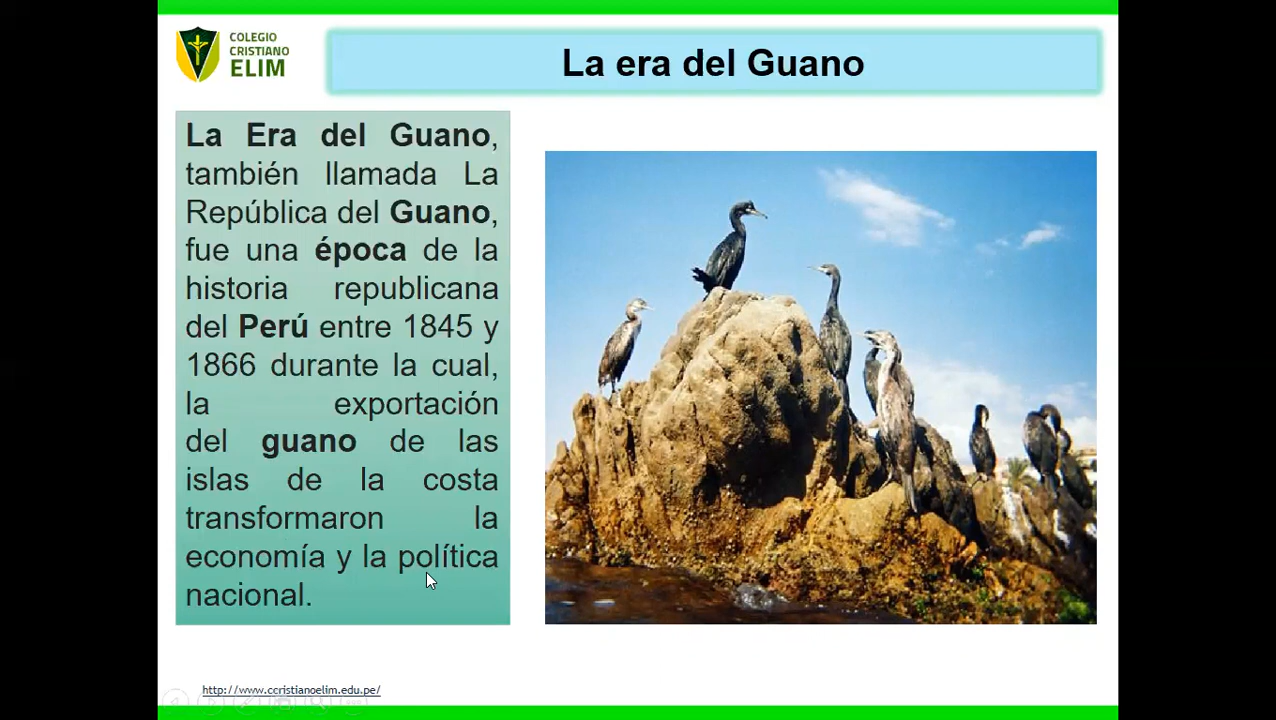 COLEGIO
CRISTIANO
ELIM
La era del Guano
La Era del Guano,
también llamada La
República del Guano,
fue una época de la
historia republicana
del Perú entre 1845 y
1866 durante la cual,
la exportación
del guano de las
islas de la costa
transformaron la
economía y la política
nacional.
http://www.ccristianoelim.edu.pe/